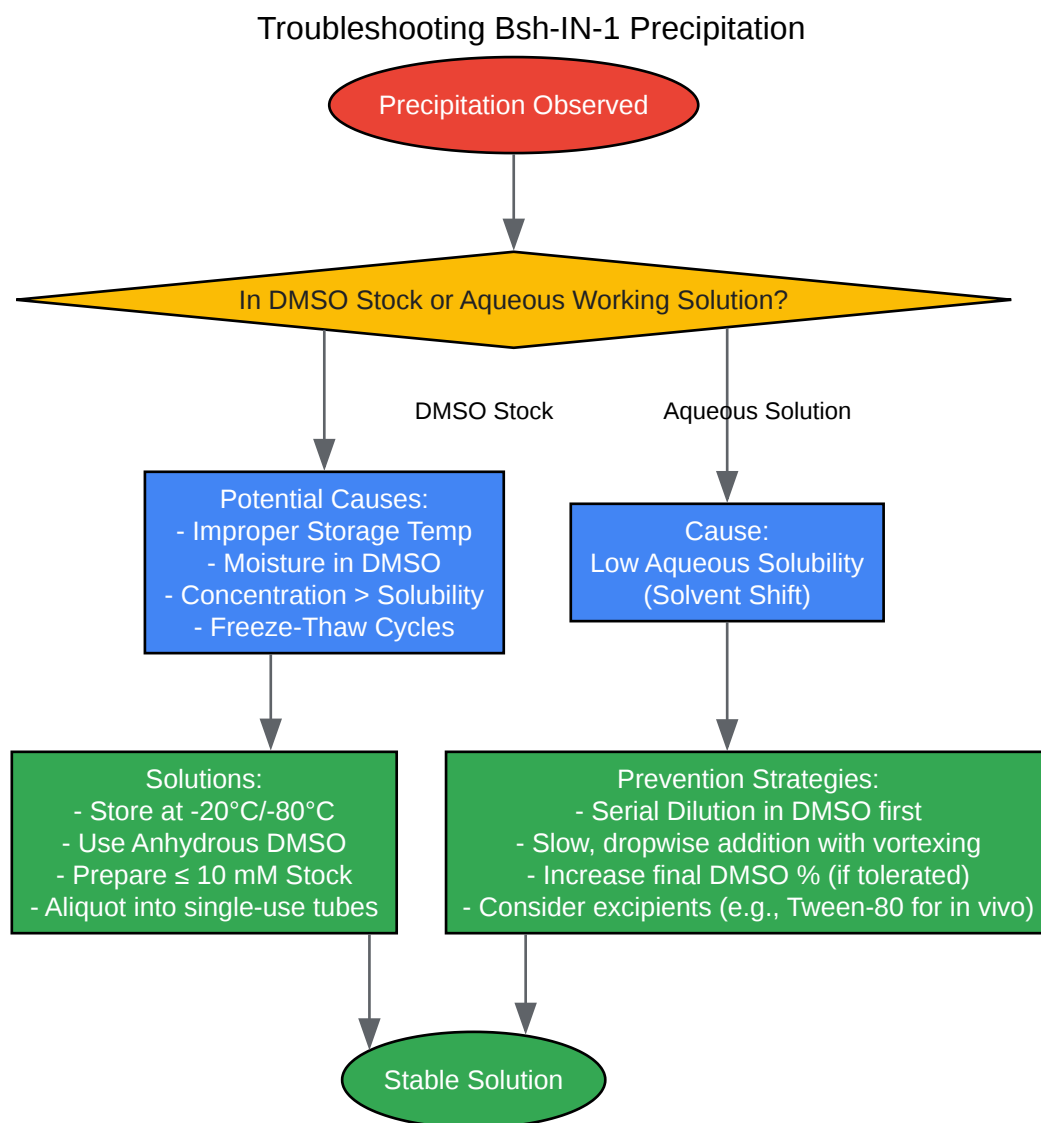 Troubleshooting Bsh-IN-1 Precipitation
Precipitation Observed
In DMSO Stock or Aqueous Working Solution?
DMSO Stock
Aqueous Solution
Potential Causes:
- Improper Storage Temp
- Moisture in DMSO
- Concentration > Solubility
- Freeze-Thaw Cycles
Cause:
Low Aqueous Solubility
(Solvent Shift)
Solutions:
- Store at -20°C/-80°C
- Use Anhydrous DMSO
- Prepare ≤ 10 mM Stock
- Aliquot into single-use tubes
Prevention Strategies:
- Serial Dilution in DMSO first
- Slow, dropwise addition with vortexing
- Increase final DMSO % (if tolerated)
- Consider excipients (e.g., Tween-80 for in vivo)
Stable Solution